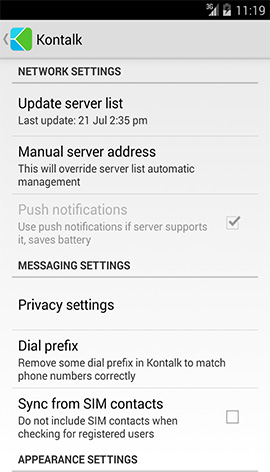 3G 11:19
Kontalk
NETWORK SETTINGS
Update server list
Last update: 21 Jul 2:35 pm
Manual server address
This will override server list automatic
management
Push notifications
Use push notifications if server supports
it, saves battery
MESSAGING SETTINGS
Privacy settings
Dial prefix
Remove some dial prefix in Kontalk to match
phone numbers correctly
Sync from SIM contacts
Do not include SIM contacts when
checking for registered users
APPEARANCE SETTINGS